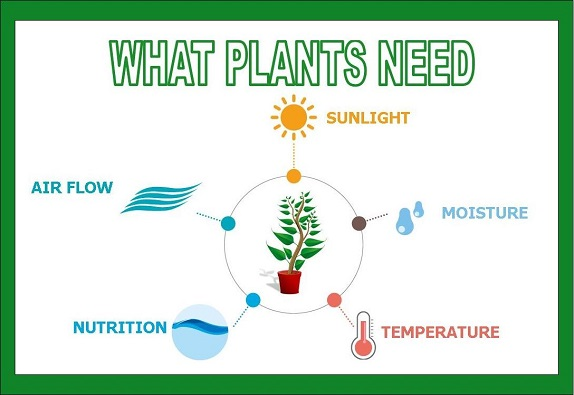 WHAT PLANTS NEED
SUNLIGHT
AIR FLOW
MOISTURE
NUTRITION
TEMPERATURE